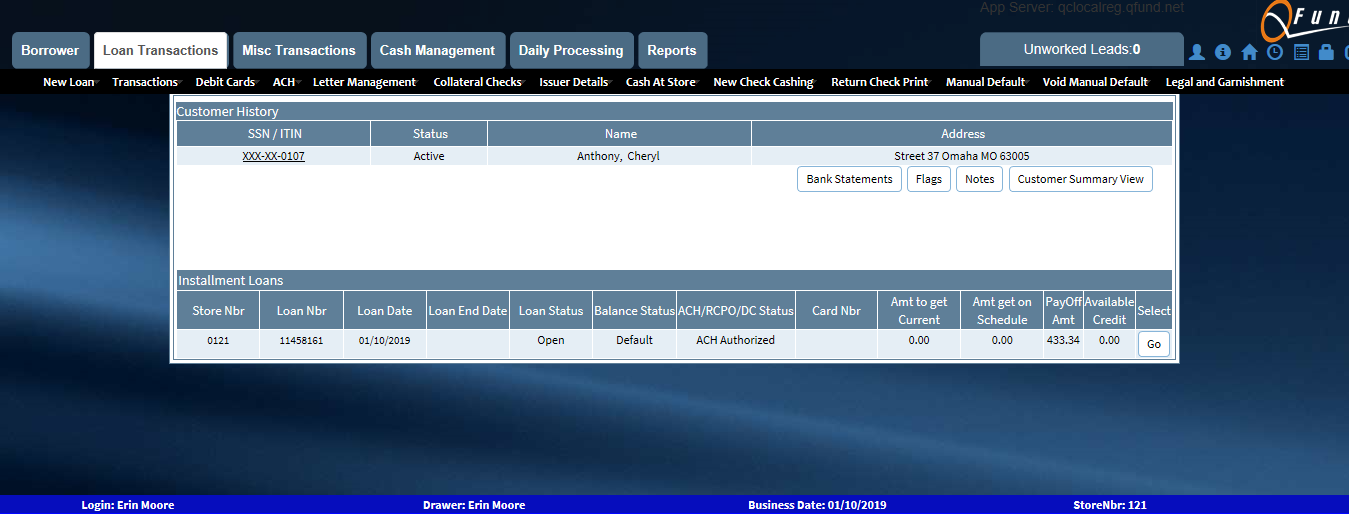 App Server: qclocalreg.qfund.net
QFun
Borrower Loan Transactions Misc Transactions Cash Management Daily Processing Reports Unworked Leads:0
New Loan Transactions Debit Cards ACH Letter Management Collateral Checks Issuer Details Cash At Store New Check Cashing Return Check Print Manual Default Void Manual Default Legal and Garnishment
Customer History
SSN / ITIN Status Name Address
XXX-XX-0107 Active Anthony, Cheryl Street 37 Omaha MO 63005
Bank Statements Flags Notes Customer Summary View
Installment Loans
Store Nbr Loan Nbr Loan Date Loan End Date Loan Status Balance Status ACH/RCPO/DC Status Card Nbr Amt to get Current Amt get on Schedule PayOff Amt Available Credit Select
0121 11458161 01/10/2019 Open Default ACH Authorized 0.00 0.00 433.34 0.00 Go
Login: Erin Moore Drawer: Erin Moore Business Date: 01/10/2019 StoreNbr: 121